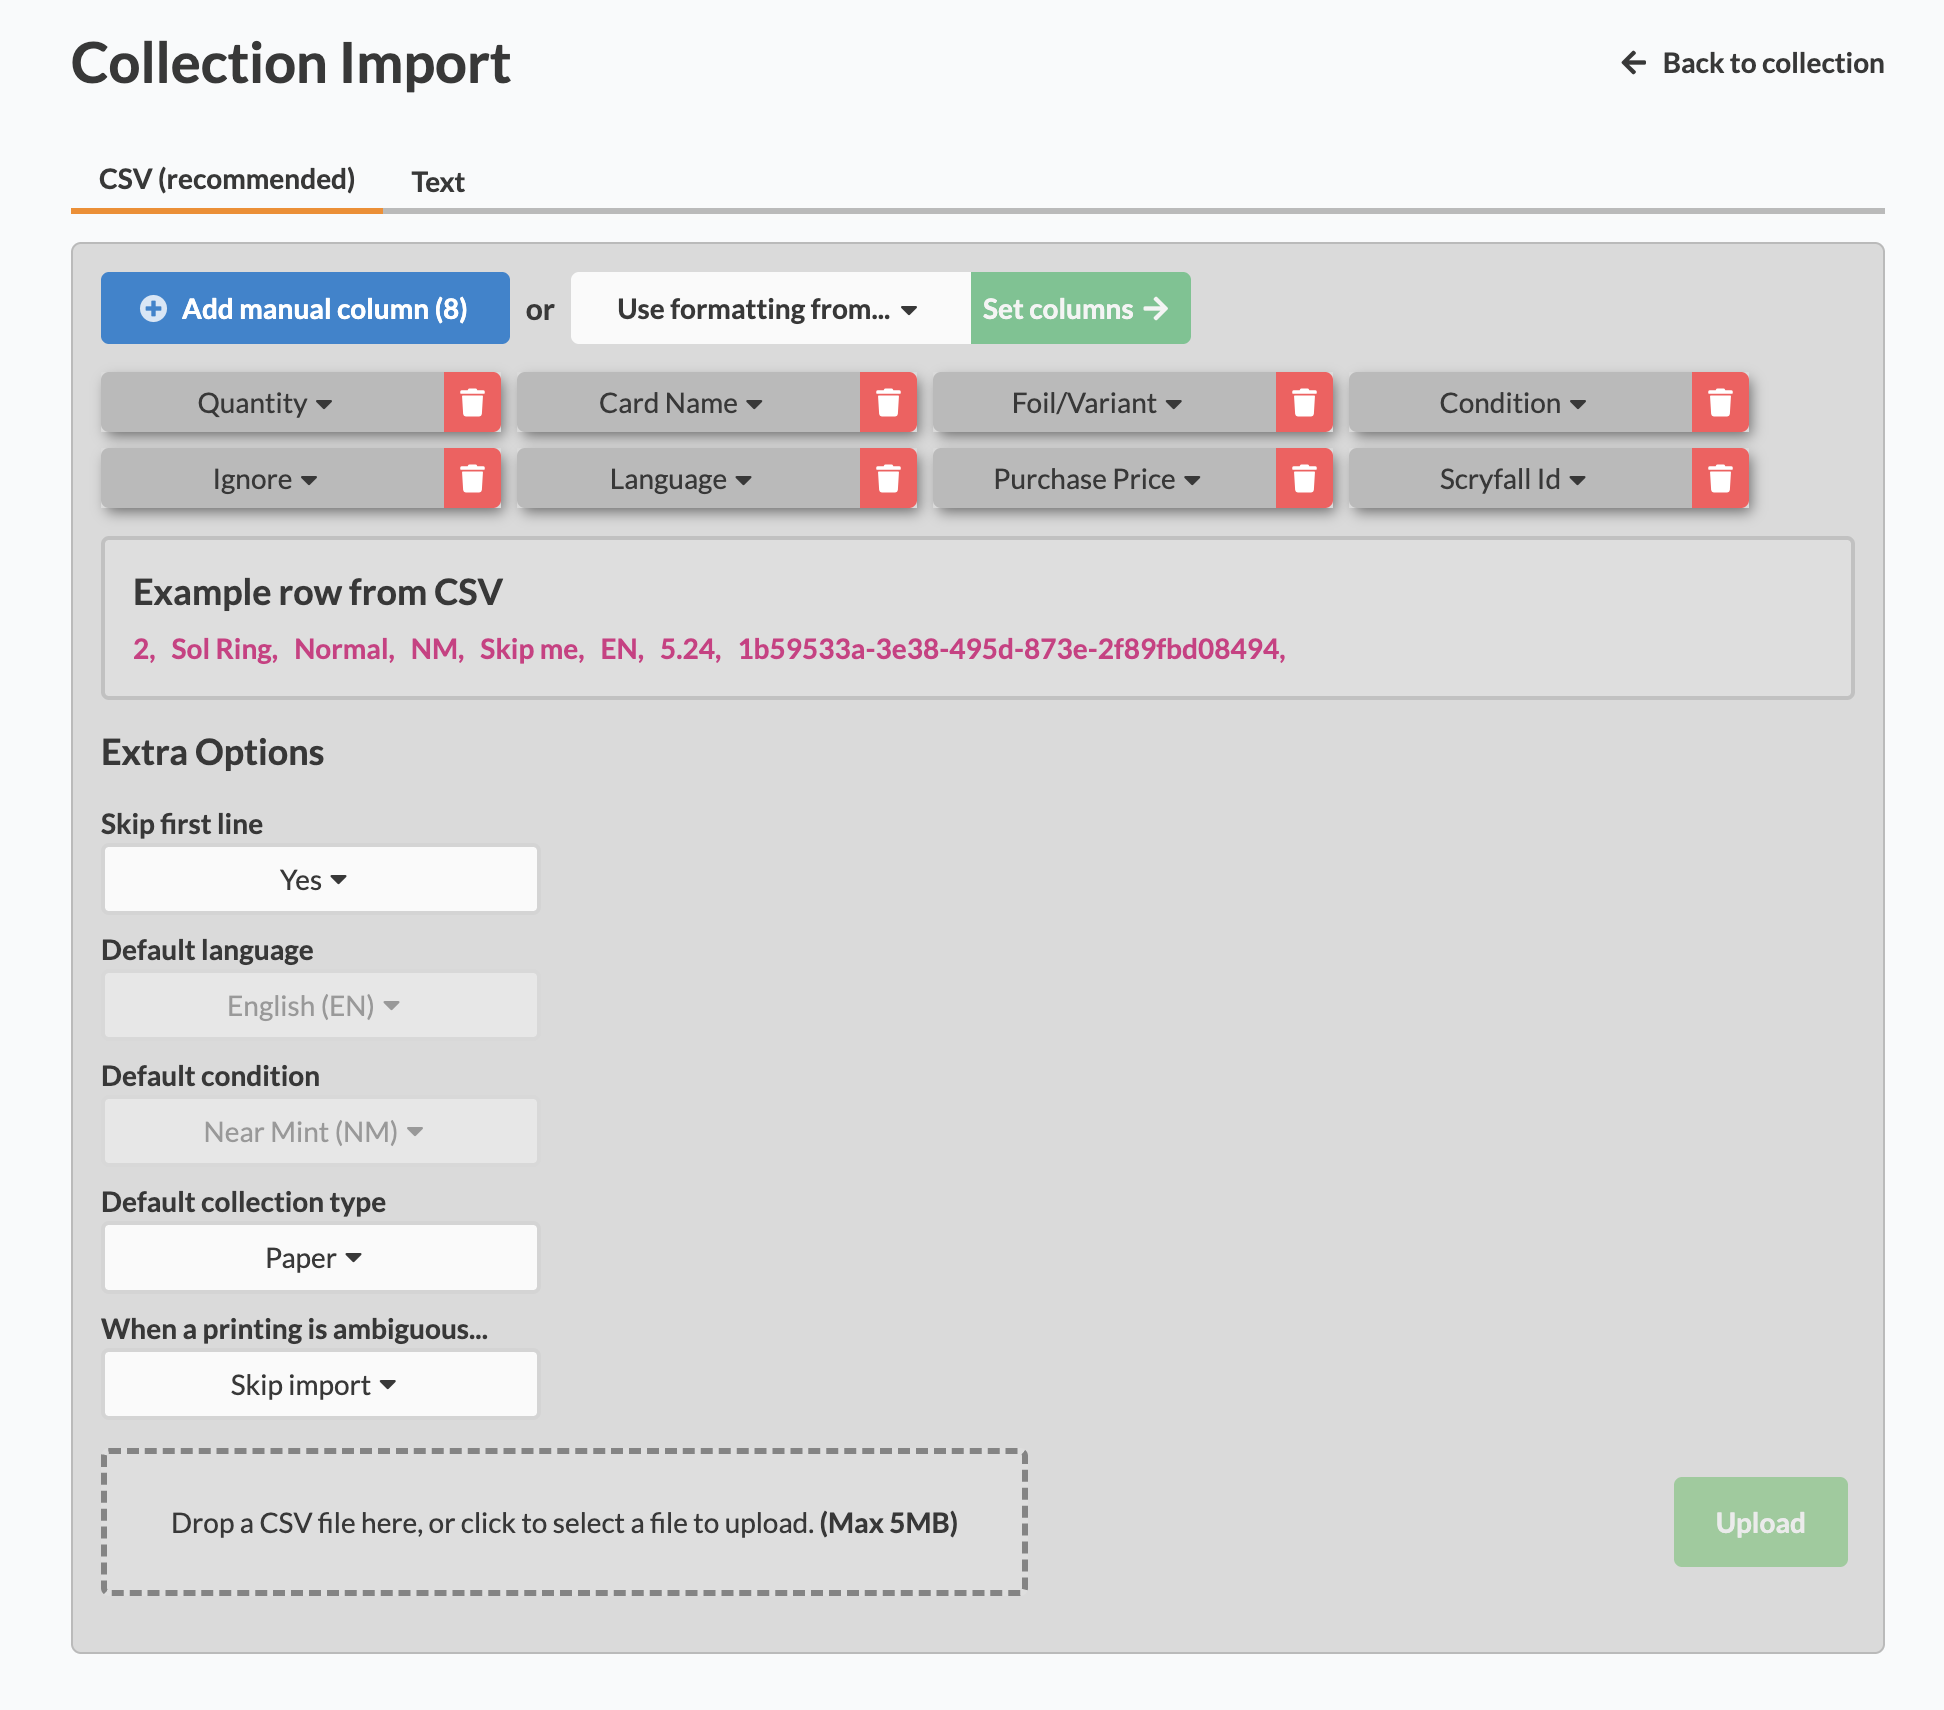 Collection Import
Back to collection
CSV (recommended) Text
Add manual column (8) or Use formatting from... Set columns
Quantity Card Name Foil/Variant Condition
Ignore Language Purchase Price Scryfall Id
Example row from CSV
2, Sol Ring, Normal, NM, Skip me, EN, 5.24, 1b59533a-3e38-495d-873e-2f89fbd08494,
Extra Options
Skip first line
Yes
Default language
English (EN)
Default condition
Near Mint (NM)
Default collection type
Paper
When a printing is ambiguous...
Skip import
Drop a CSV file here, or click to select a file to upload. (Max 5MB)
Upload